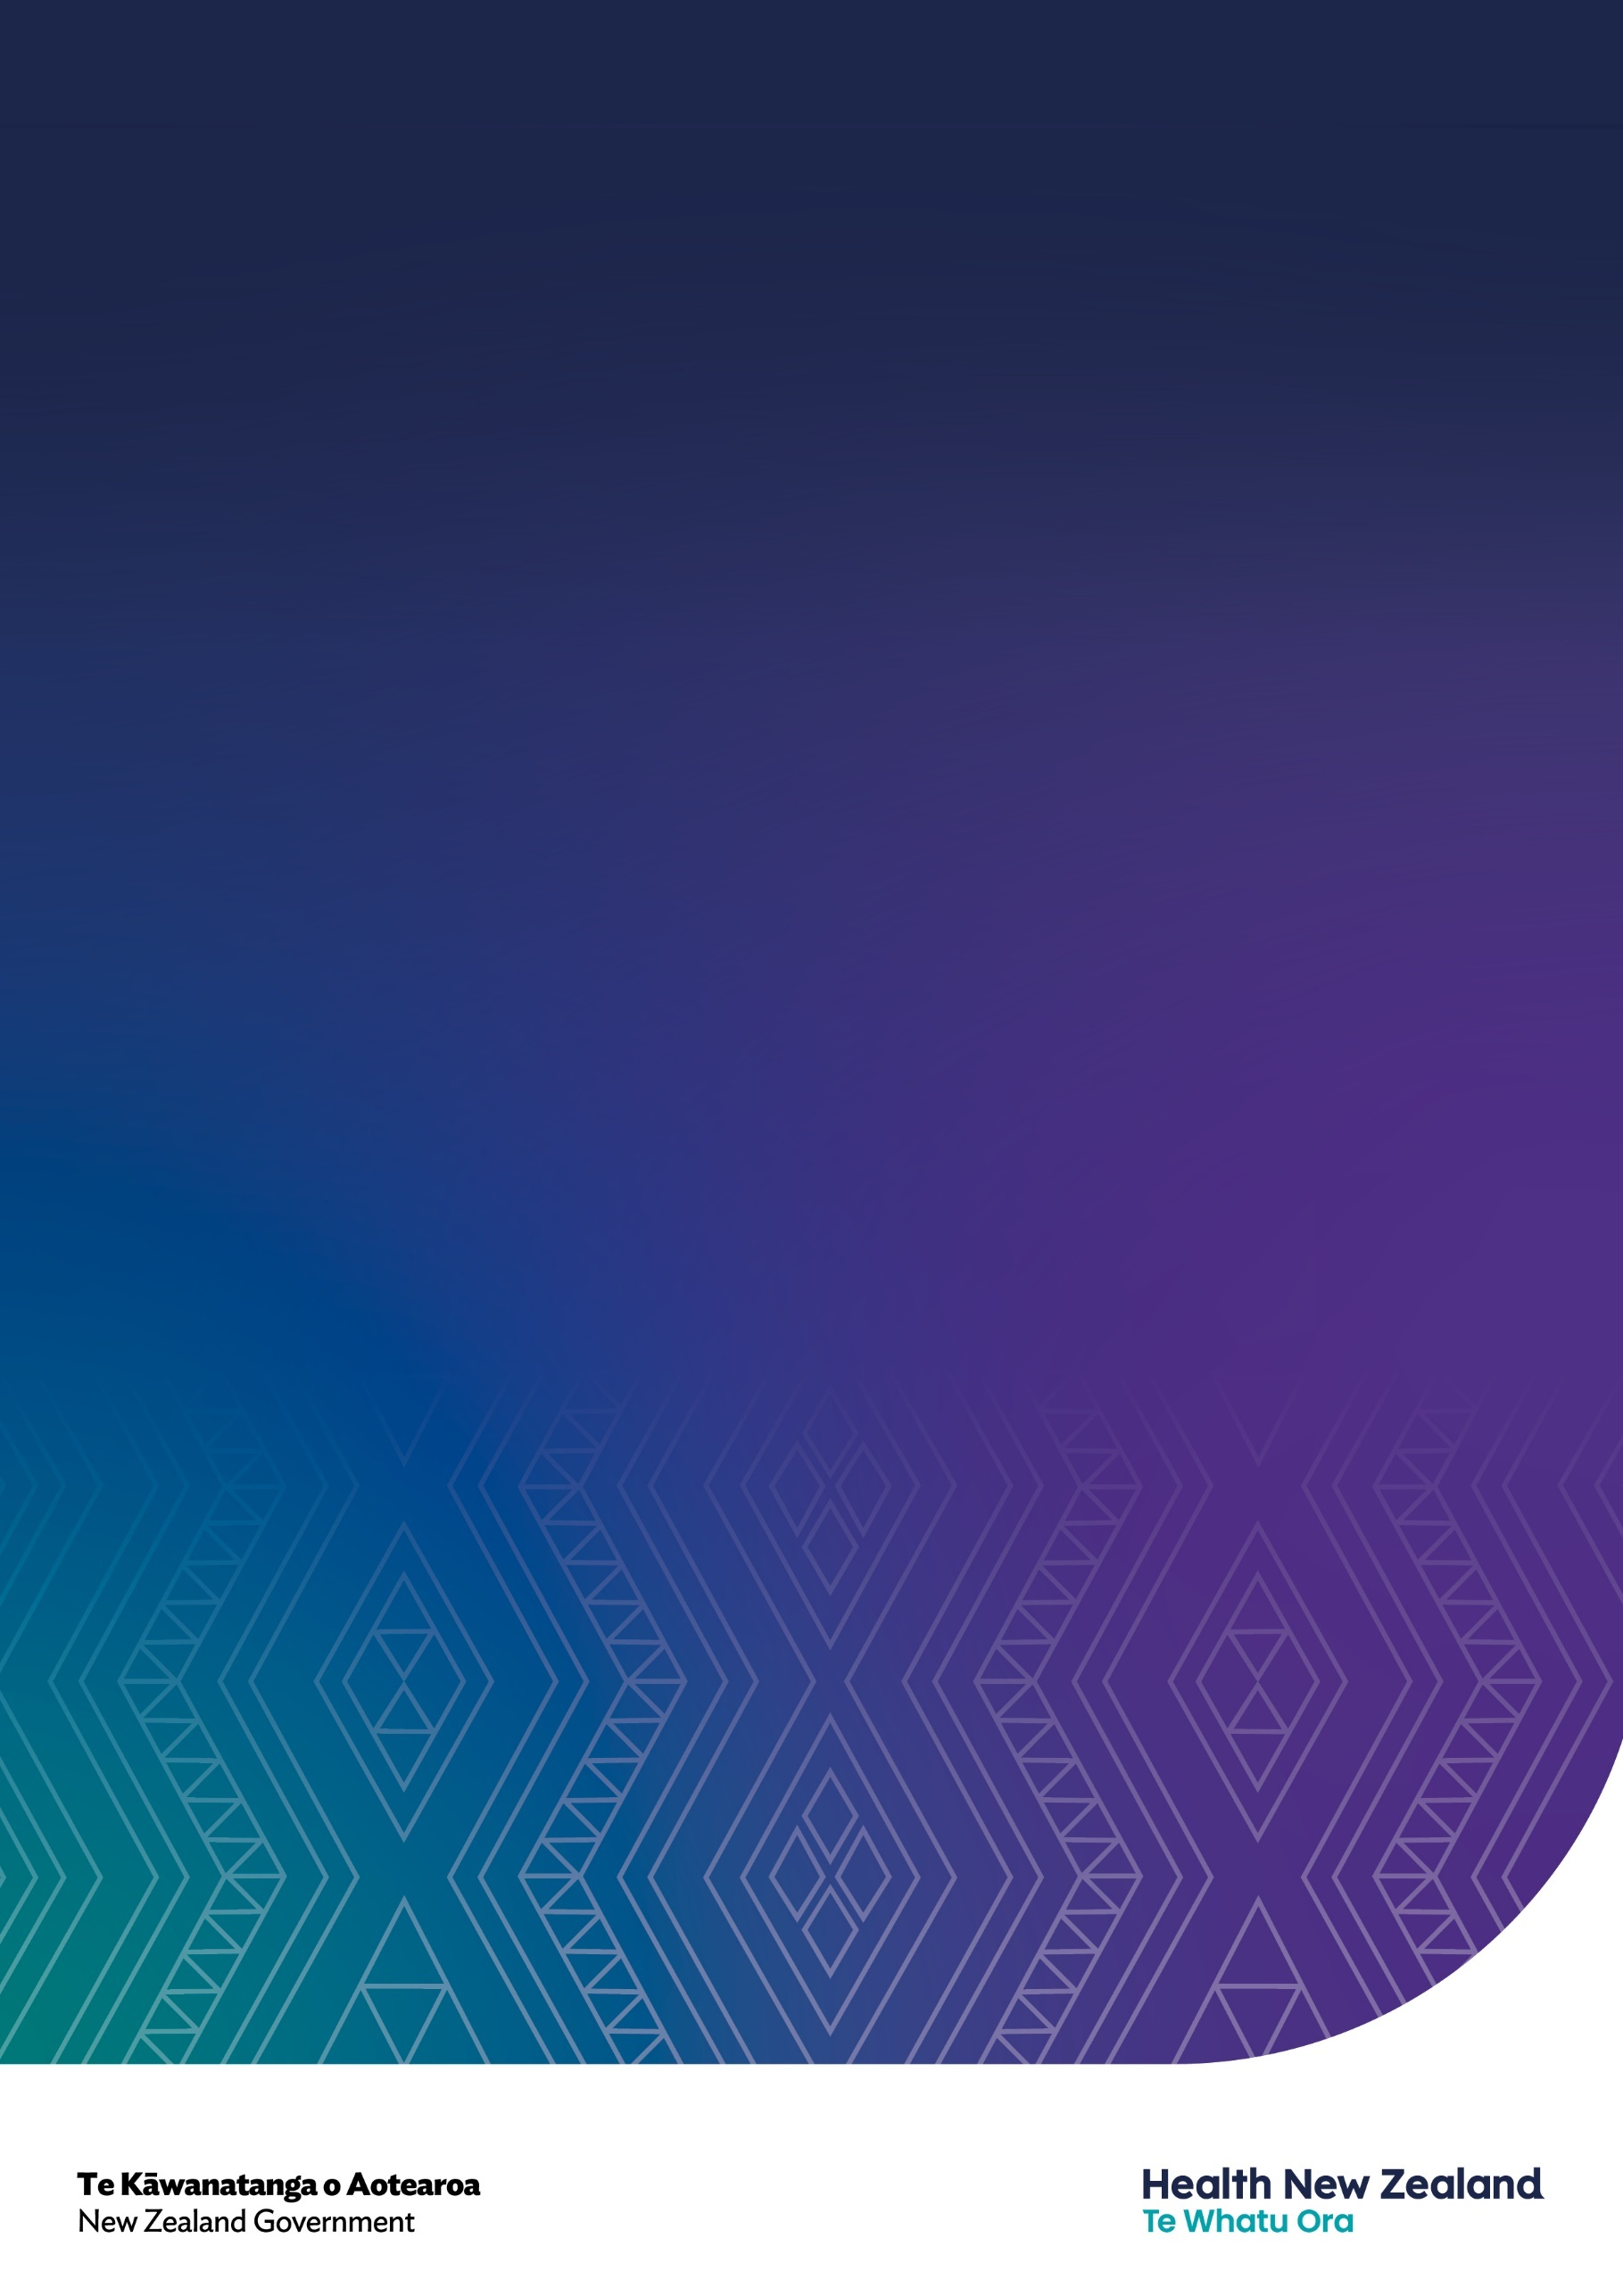 Te Kāwanatanga o Aotearoa
New Zealand Government
Health New Zealand
Te Whatu Ora